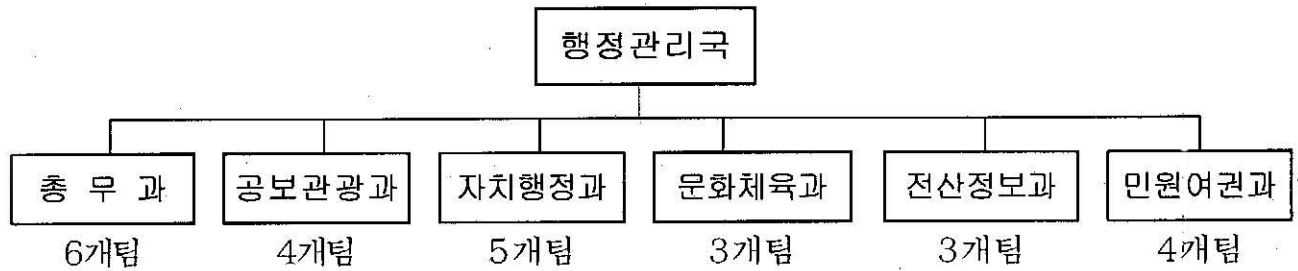 행정관리국
총 무 과 공보관광과 자치행정과 문화체육과 전산정보과 민원여권과
6개팀 4개팀 5개팀 3개팀 3개팀 4개팀